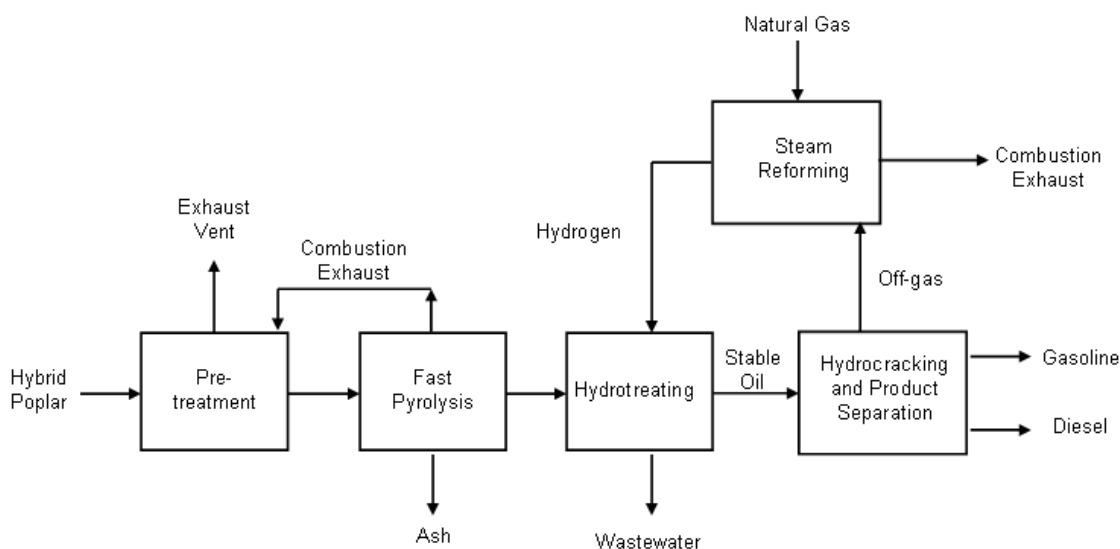 Natural Gas
Steam
Reforming
Combustion
Exhaust
Exhaust
Vent
Combustion
Exhaust
Hydrogen
Off-gas
Hybrid
Poplar
Pre-
treatment
Fast
Pyrolysis
Hydrotreating
Stable
Oil
Hydrocracking
and Product
Separation
Gasoline
Diesel
Ash
Wastewater